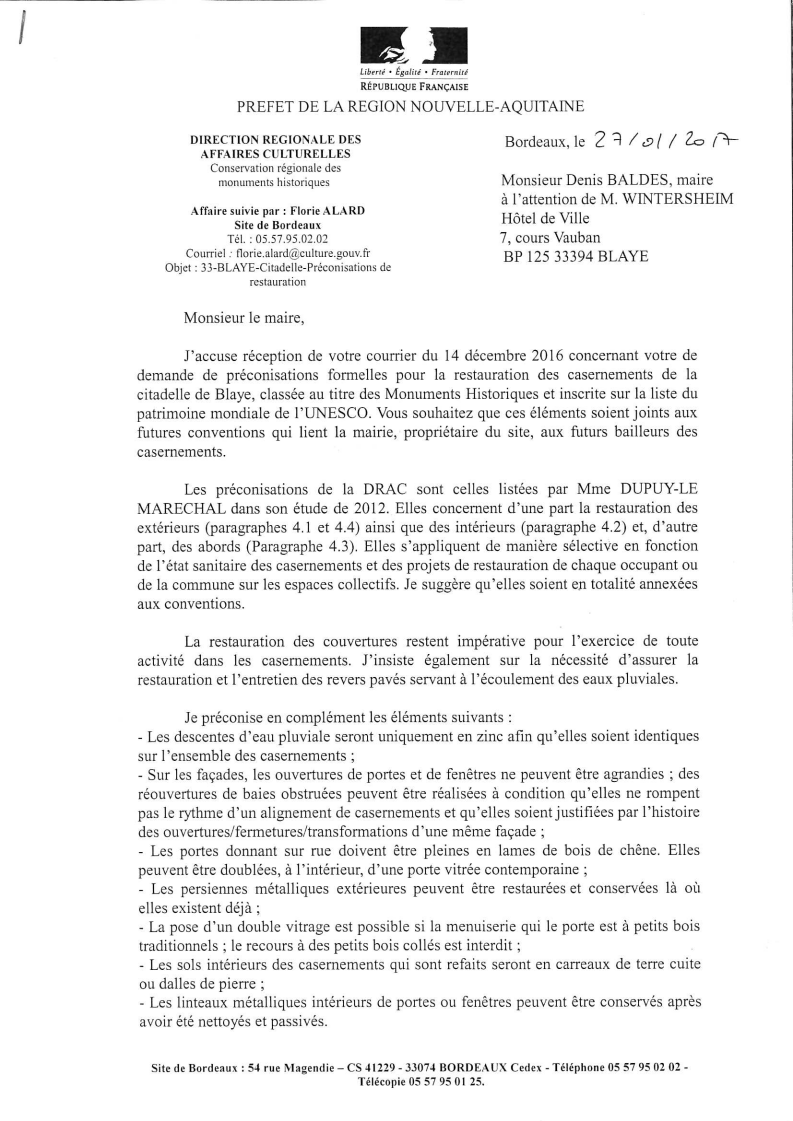 Liberté • Égalité • Fraternité
RÉPUBLIQUE FRANÇAISE
PREFET DE LA REGION NOUVELLE-AQUITAINE
DIRECTION REGIONALE DES
AFFAIRES CULTURELLES
Conservation régionale des
monuments historiques
Affaire suivie par : Florie ALARD
Site de Bordeaux
Tél. : 05.57.95.02.02
Courriel : florie.alard@culture.gouv.fr
Objet : 33-BLAYE-Citadelle-Préconisations de
restauration
Bordeaux, le 27/01/2017
Monsieur Denis BALDES, maire
à l'attention de M. WINTERSHEIM
Hôtel de Ville
7, cours Vauban
BP 125 33394 BLAYE
Monsieur le maire,
J'accuse réception de votre courrier du 14 décembre 2016 concernant votre de
demande de préconisations formelles pour la restauration des casernements de la
citadelle de Blaye, classée au titre des Monuments Historiques et inscrite sur la liste du
patrimoine mondiale de l'UNESCO. Vous souhaitez que ces éléments soient joints aux
futures conventions qui lient la mairie, propriétaire du site, aux futurs bailleurs des
casernements.
Les préconisations de la DRAC sont celles listées par Mme DUPUY-LE
MARECHAL dans son étude de 2012. Elles concernent d'une part la restauration des
extérieurs (paragraphes 4.1 et 4.4) ainsi que des intérieurs (paragraphe 4.2) et, d'autre
part, des abords (Paragraphe 4.3). Elles s'appliquent de manière sélective en fonction
de l'état sanitaire des casernements et des projets de restauration de chaque occupant ou
de la commune sur les espaces collectifs. Je suggère qu'elles soient en totalité annexées
aux conventions.
La restauration des couvertures restent impérative pour l'exercice de toute
activité dans les casernements. J'insiste également sur la nécessité d'assurer la
restauration et l'entretien des revers pavés servant à l'écoulement des eaux pluviales.
Je préconise en complément les éléments suivants :
- Les descentes d'eau pluviale seront uniquement en zinc afin qu'elles soient identiques
sur l'ensemble des casernements ;
- Sur les façades, les ouvertures de portes et de fenêtres ne peuvent être agrandies ; des
réouvertures de baies obstruées peuvent être réalisées à condition qu'elles ne rompent
pas le rythme d'un alignement de casernements et qu'elles soient justifiées par l'histoire
des ouvertures/fermetures/transformations d'une même façade ;
- Les portes donnant sur rue doivent être pleines en lames de bois de chêne. Elles
peuvent être doublées, à l'intérieur, d'une porte vitrée contemporaine ;
- Les persiennes métalliques extérieures peuvent être restaurées et conservées là où
elles existent déjà ;
- La pose d'un double vitrage est possible si la menuiserie qui le porte est à petits bois
traditionnels ; le recours à des petits bois collés est interdit ;
- Les sols intérieurs des casernements qui sont refaits seront en carreaux de terre cuite
ou dalles de pierre ;
- Les linteaux métalliques intérieurs de portes ou fenêtres peuvent être conservés après
avoir été nettoyés et passivés.
Site de Bordeaux : 54 rue Magendie – CS 41229 - 33074 BORDEAUX Cedex - Téléphone 05 57 95 02 02 -
Télécopie 05 57 95 01 25.